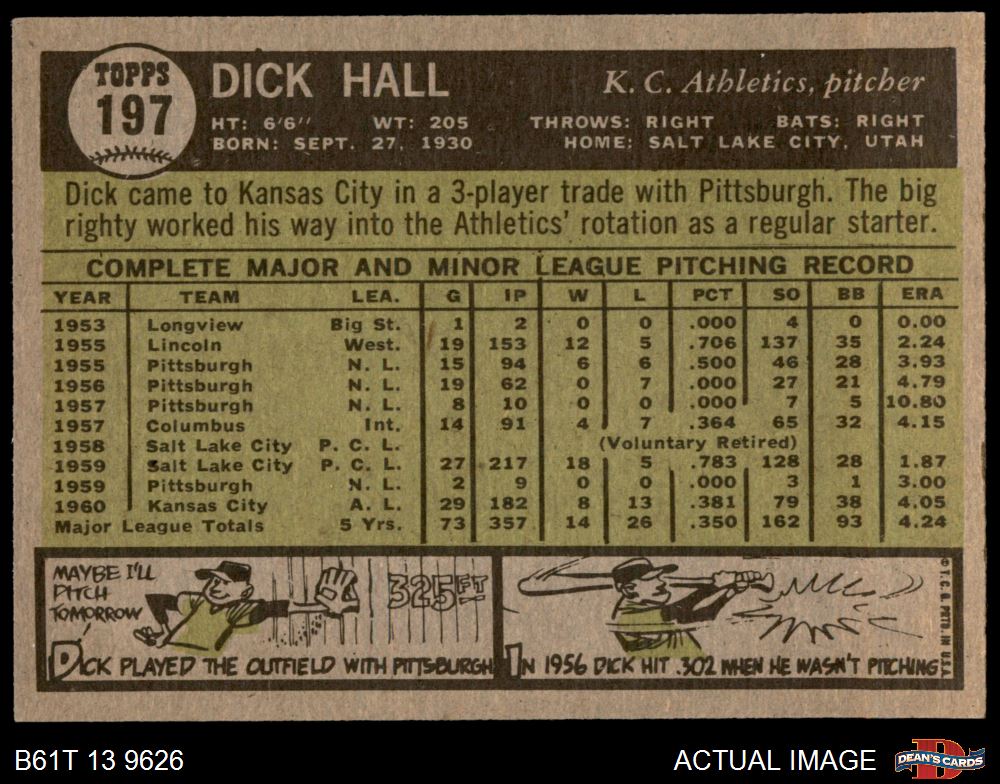 TOPPS
197
DICK HALL
K. C. Athletics, pitcher
HT: 6'6" WT: 205 THROWS: RIGHT BATS: RIGHT
BORN: SEPT. 27, 1930 HOME: SALT LAKE CITY, UTAH
Dick came to Kansas City in a 3-player trade with Pittsburgh. The big
righty worked his way into the Athletics' rotation as a regular starter.
COMPLETE MAJOR AND MINOR LEAGUE PITCHING RECORD
YEAR TEAM LEA. G IP W L PCT SO BB ERA
1953 Longview Big St. 1 2 0 0 .000 4 0 0.00
1955 Lincoln West. 19 153 12 5 .706 137 35 2.24
1955 Pittsburgh N. L. 15 94 6 6 .500 46 28 3.93
1956 Pittsburgh N. L. 19 62 0 7 .000 27 21 4.79
1957 Pittsburgh N. L. 8 10 0 0 .000 7 5 10.80
1957 Columbus Int. 14 91 4 7 .364 65 32 4.15
1958 Salt Lake City P. C. L. (Voluntary Retired)
1959 Salt Lake City P. C. L. 27 217 18 5 .783 128 28 1.87
1959 Pittsburgh N. L. 2 9 0 0 .000 3 1 3.00
1960 Kansas City A. L. 29 182 8 13 .381 79 38 4.05
Major League Totals 5 Yrs. 73 357 14 26 .350 162 93 4.24
MAYBE I'LL
PITCH
TOMORROW
325 FT
DICK PLAYED THE OUTFIELD WITH PITTSBURGH
IN 1956 DICK HIT .302 WHEN HE WASN'T PITCHING
© T. C. G. PRTD. IN U.S.A.
B61T 13 9626
ACTUAL IMAGE
DEAN'S CARDS